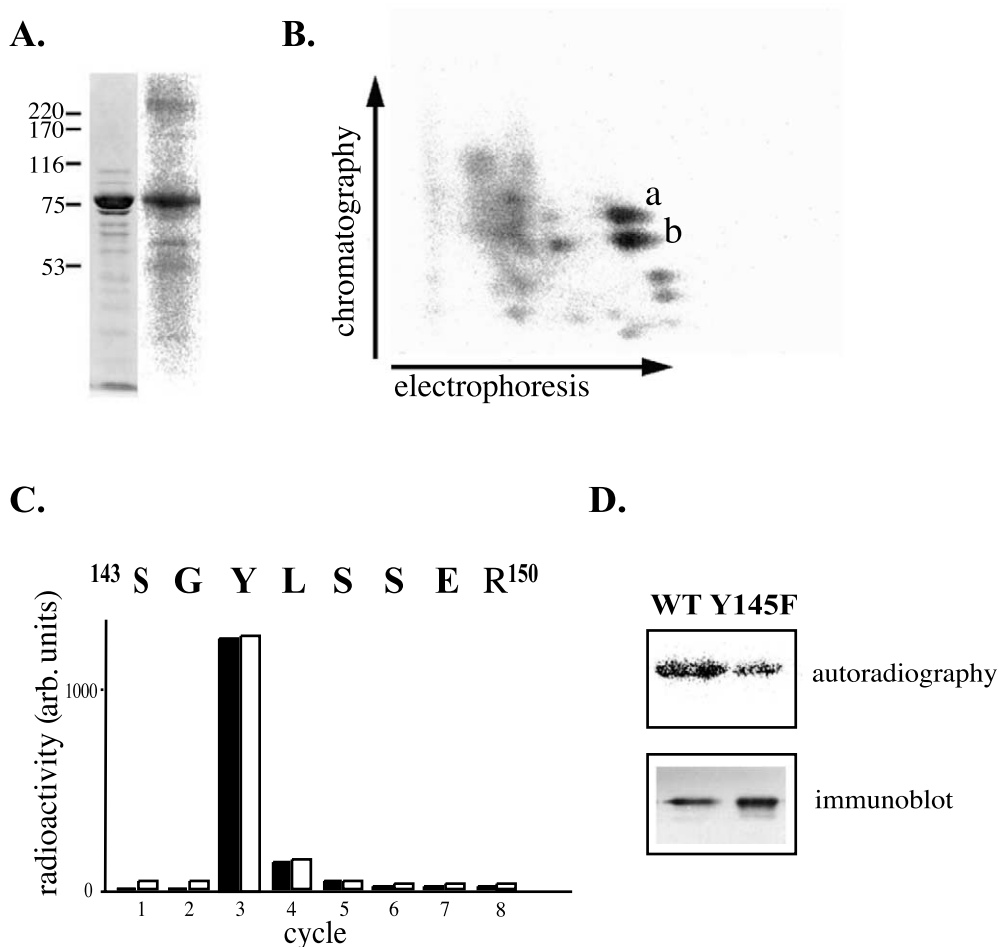 A.
220
170
116
75
53
B.
chromatography
a
b
electrophoresis
C.
143 S G Y L S S E R150
radioactivity (arb. units)
1000
0
1 2 3 4 5 6 7 8
cycle
D.
WT Y145F
autoradiography
immunoblot